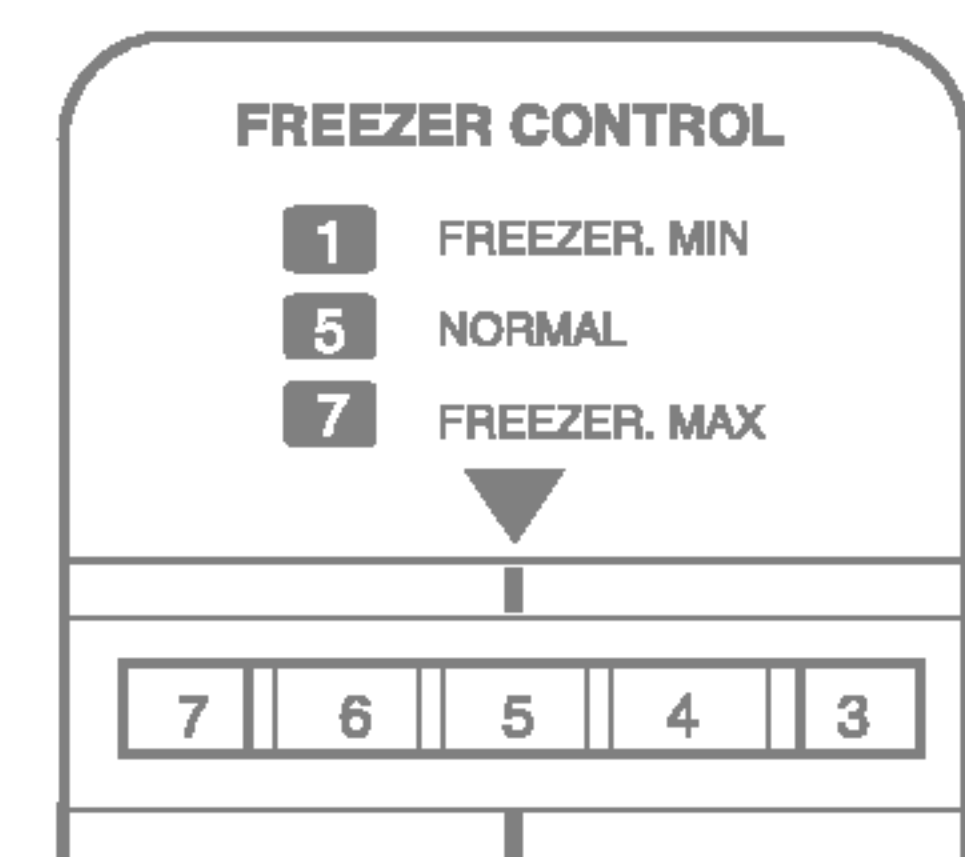 FREEZER CONTROL
1 FREEZER. MIN
5 NORMAL
7 FREEZER. MAX
7 6 5 4 3